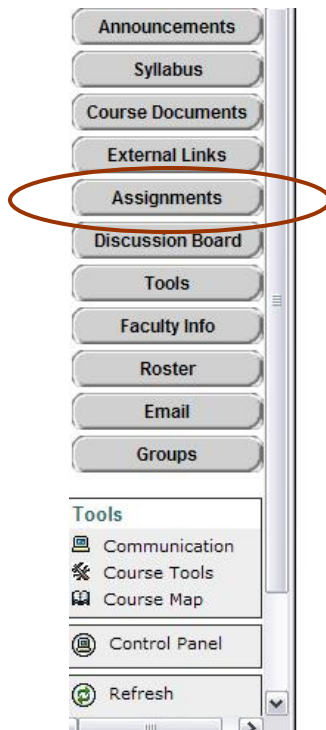 Announcements
Syllabus
Course Documents
External Links
Assignments
Discussion Board
Tools
Faculty Info
Roster
Email
Groups
Tools
Communication
Course Tools
Course Map
Control Panel
Refresh